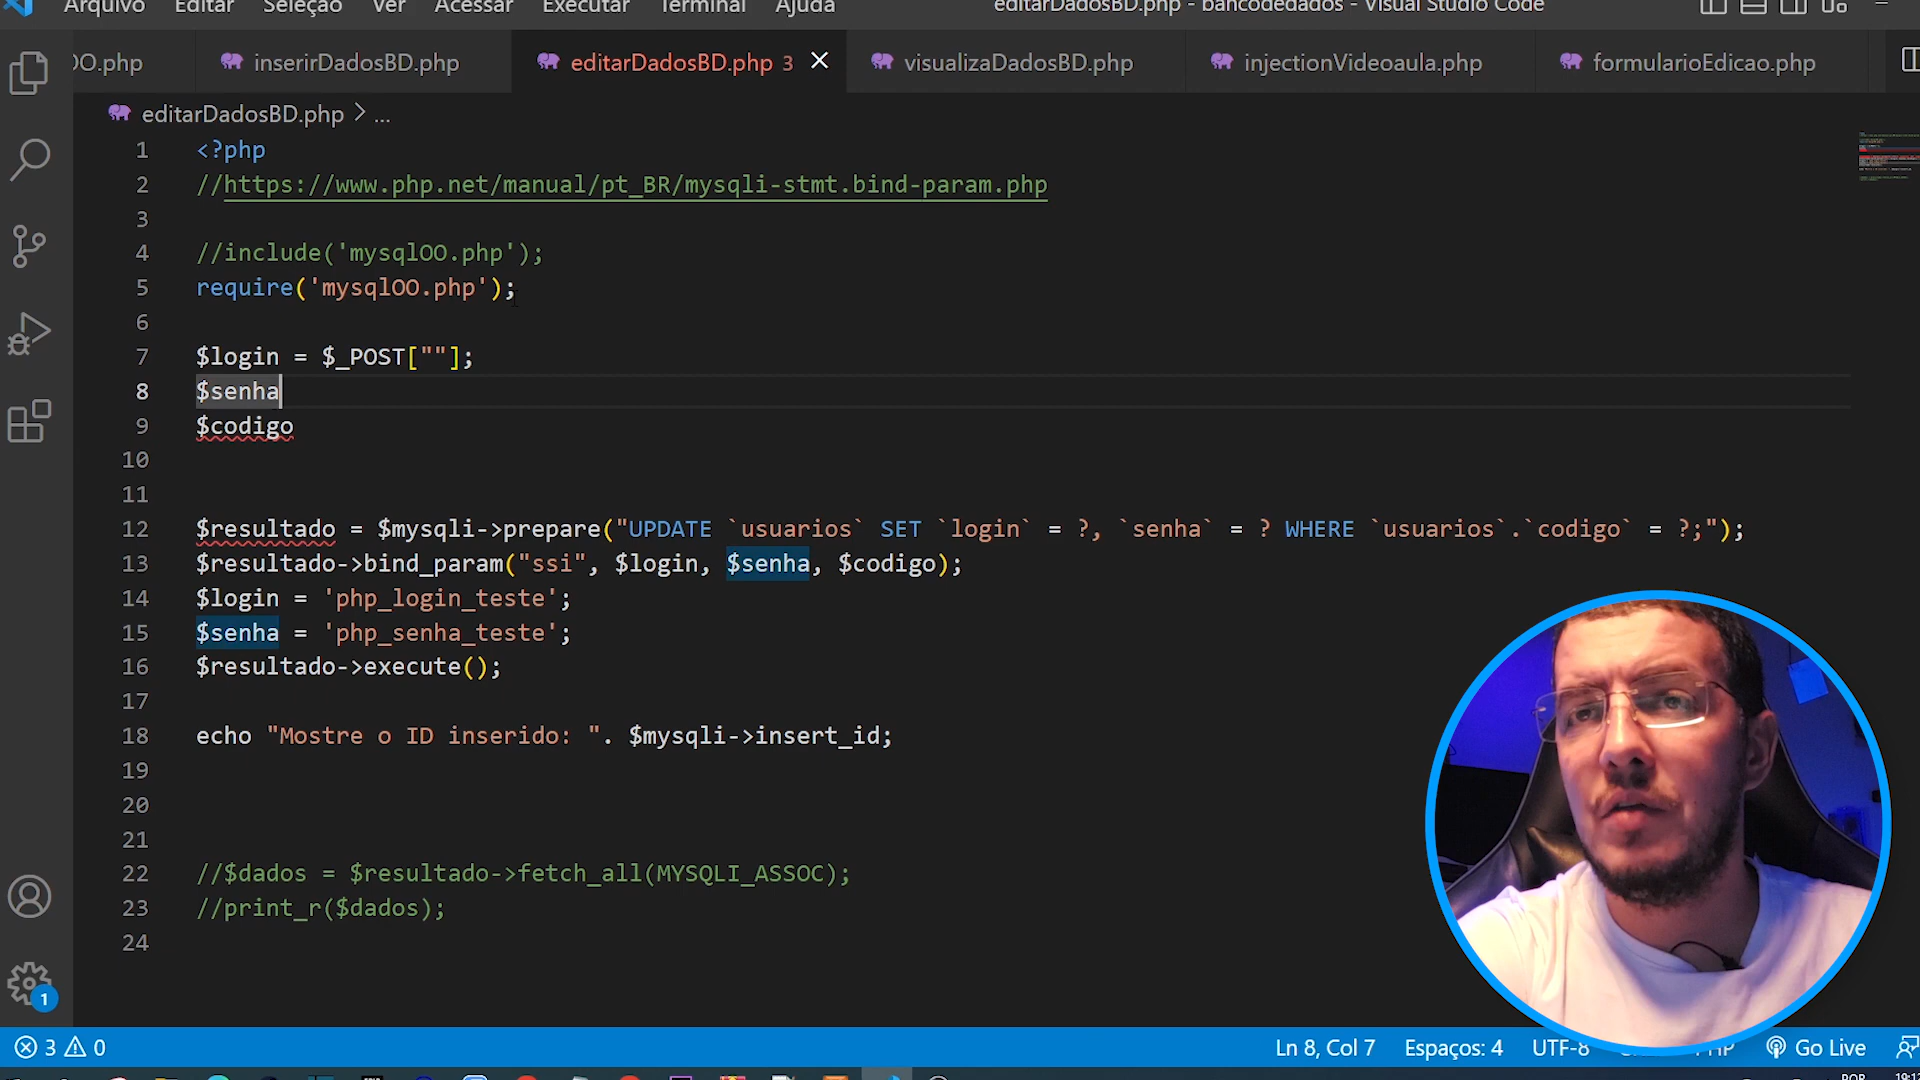 Arquivo Editar Seleção Ver Acessar Executar Terminal Ajuda editarDadosBD.php - bancodedados - Visual Studio Code
OO.php inserirDadosBD.php editarDadosBD.php 3 visualizaDadosBD.php injectionVideoaula.php formularioEdicao.php
editarDadosBD.php > ...
1 <?php
2 //https://www.php.net/manual/pt_BR/mysqli-stmt.bind-param.php
3
4 //include('mysqlOO.php');
5 require('mysqlOO.php');
6
7 $login = $_POST[""];
8 $senha
9 $codigo
10
11
12 $resultado = $mysqli->prepare("UPDATE `usuarios` SET `login` = ?, `senha` = ? WHERE `usuarios`.`codigo` = ?;");
13 $resultado->bind_param("ssi", $login, $senha, $codigo);
14 $login = 'php_login_teste';
15 $senha = 'php_senha_teste';
16 $resultado->execute();
17
18 echo "Mostre o ID inserido: ". $mysqli->insert_id;
19
20
21
22 //$dados = $resultado->fetch_all(MYSQLI_ASSOC);
23 //print_r($dados);
24
1
3 0 Ln 8, Col 7 Espaços: 4 UTF-8 PHP Go Live
POR